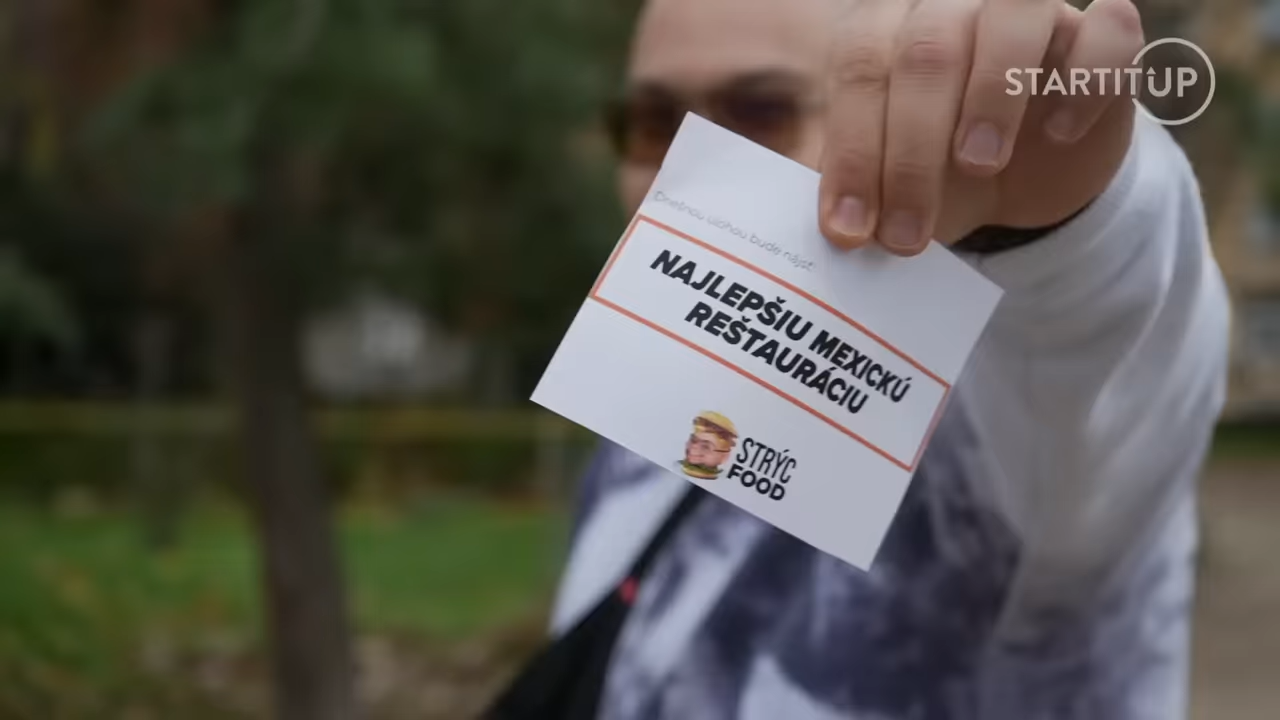 STARTITUP
Dnešnou úlohou bude nájsť:
NAJLEPŠIU MEXICKÚ
REŠTAURÁCIU
STRÝC
FOOD